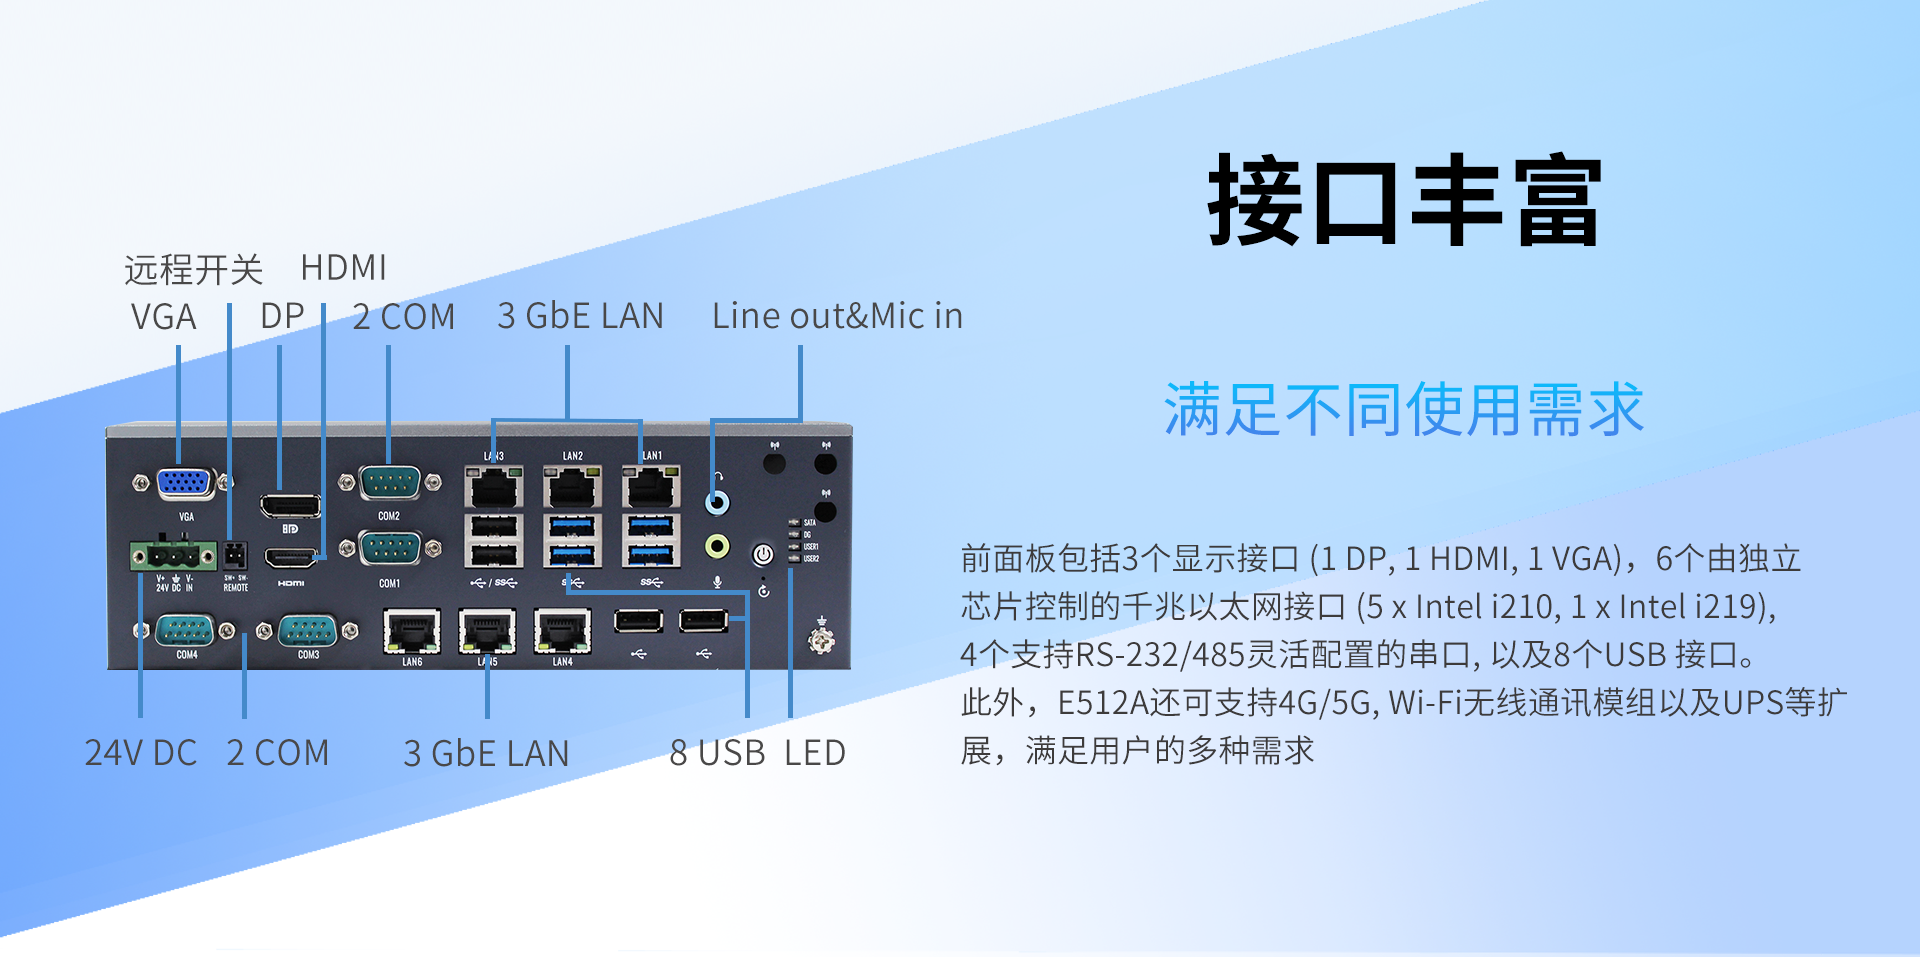 接口丰富
满足不同使用需求
远程开关 HDMI
VGA DP 2 COM 3 GbE LAN Line out&Mic in
LAN3 LAN2 LAN1
VGA
COM2
SATA
DG
USER1
USER2
V+ V-
24V DC IN
SW+ SW-
REMOTE
HDMI
COM1
COM4 COM3 LAN6 LAN5 LAN4
24V DC 2 COM 3 GbE LAN 8 USB LED
前面板包括3个显示接口 (1 DP, 1 HDMI, 1 VGA)，6个由独立
芯片控制的千兆以太网接口 (5 x Intel i210, 1 x Intel i219),
4个支持RS-232/485灵活配置的串口, 以及8个USB 接口。
此外，E512A还可支持4G/5G, Wi-Fi无线通讯模组以及UPS等扩
展，满足用户的多种需求